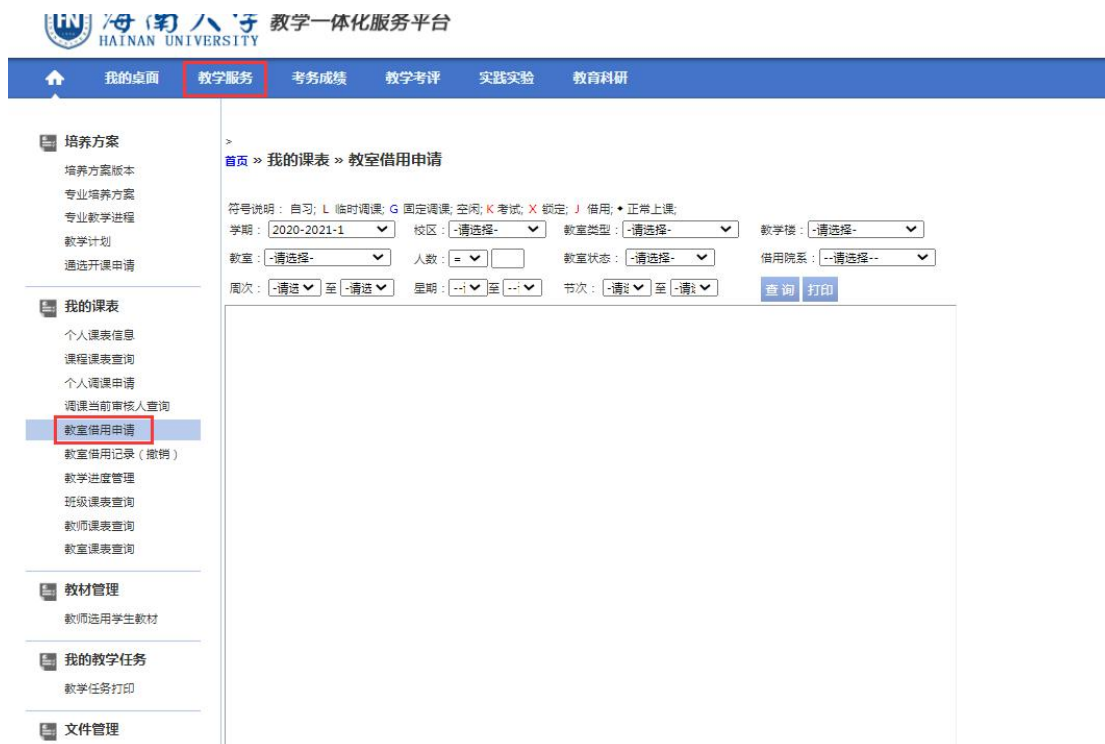 海南大学 教学一体化服务平台
HAINAN UNIVERSITY
我的桌面 教学服务 考务成绩 教学考评 实践实验 教育科研
培养方案
培养方案版本
专业培养方案
专业教学进程
教学计划
通选开课申请
我的课表
个人课表信息
课程课表查询
个人调课申请
调课当前审核人查询
教室借用申请
教室借用记录（撤销）
教学进度管理
班级课表查询
教师课表查询
教室课表查询
教材管理
教师选用学生教材
我的教学任务
教学任务打印
文件管理
>
首页 » 我的课表 » 教室借用申请
符号说明： 自习; L 临时调课; G 固定调课; 空闲; K 考试; X 锁定; J 借用; ◆ 正常上课;
学期： 2020-2021-1 校区： -请选择- 教室类型： -请选择- 教学楼： -请选择-
教室： -请选择- 人数： = 教室状态： -请选择- 借用院系： --请选择--
周次： -请选 至 -请选 星期： -- 至 -- 节次： -请 至 -请
查询 打印